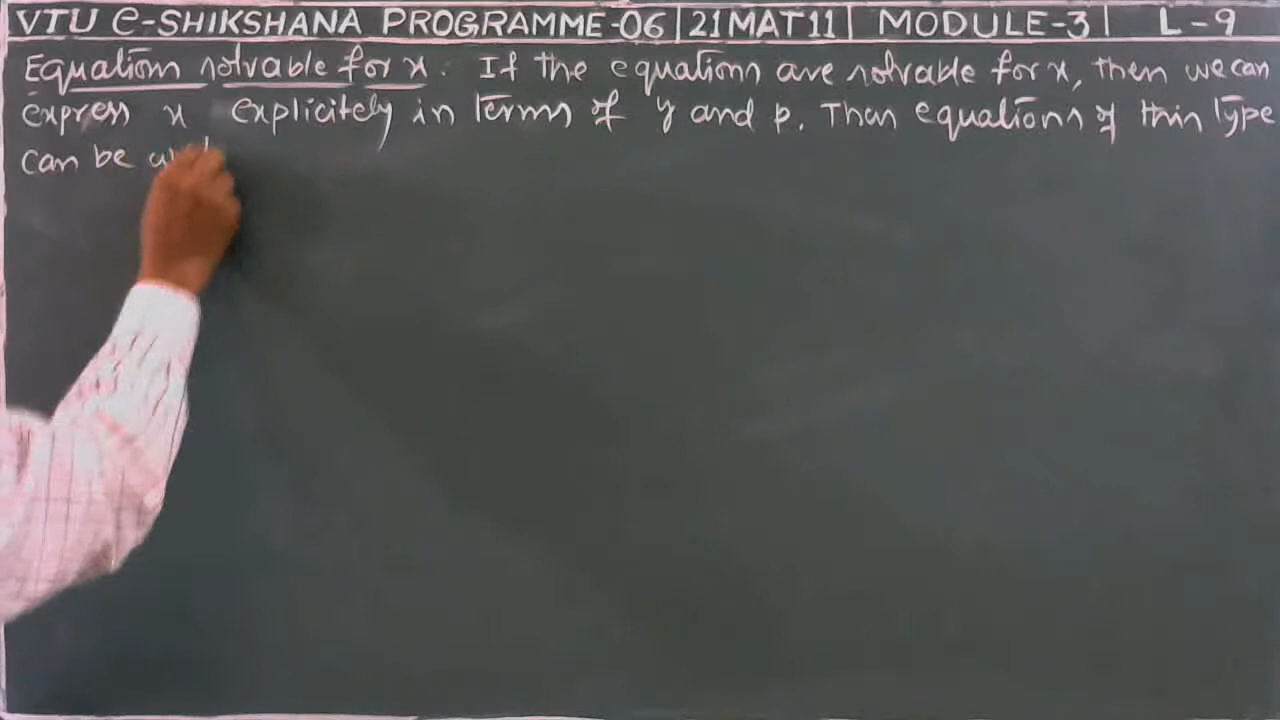 VTU e-SHIKSHANA PROGRAMME-06 | 21MAT11 | MODULE-3 | L-9
Equations solvable for x. If the equations are solvable for x, then we can
express x explicitely in terms of y and p. Then equations of this type
can be